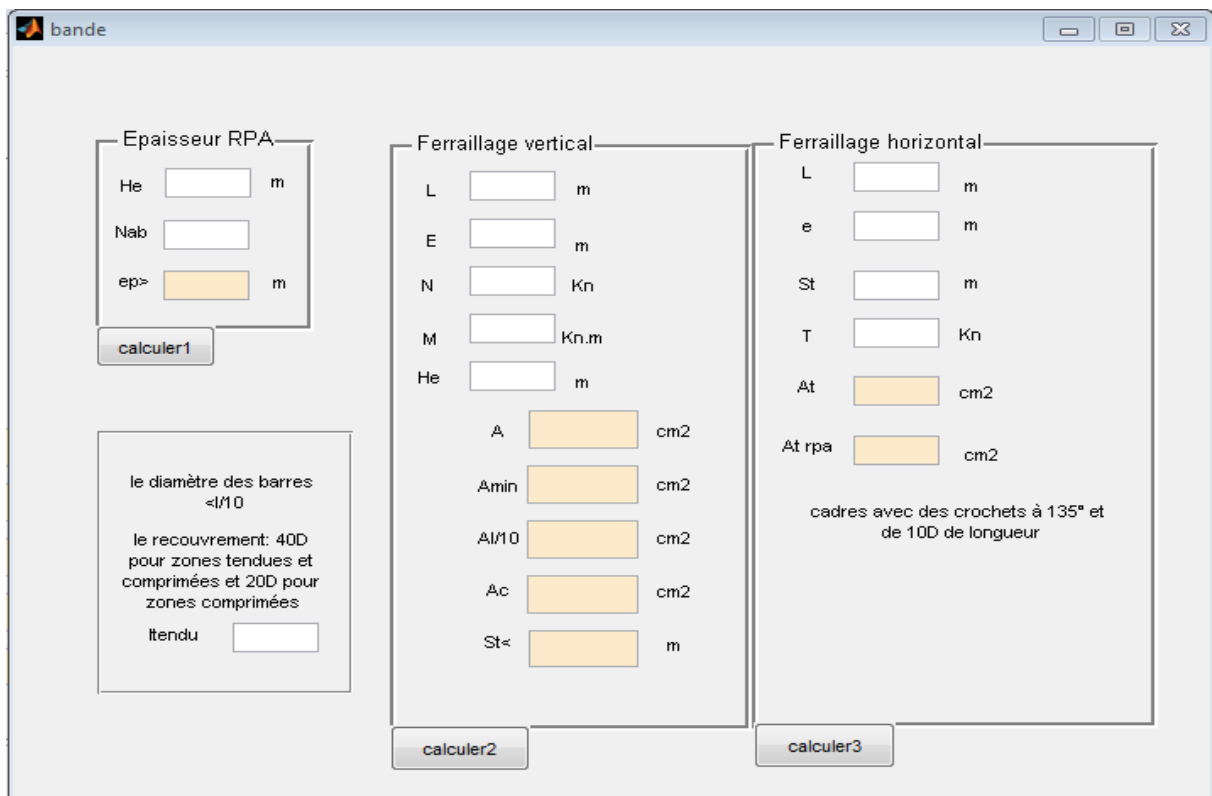 bande
Epaisseur RPA
He m
Nab
ep> m
calculer1
le diamètre des barres
<l/10
le recouvrement: 40D
pour zones tendues et
comprimées et 20D pour
zones comprimées
ltendu
Ferraillage vertical
L m
E m
N Kn
M Kn.m
He m
A cm2
Amin cm2
Al/10 cm2
Ac cm2
St< m
calculer2
Ferraillage horizontal
L m
e m
St m
T Kn
At cm2
At rpa cm2
cadres avec des crochets à 135° et
de 10D de longueur
calculer3